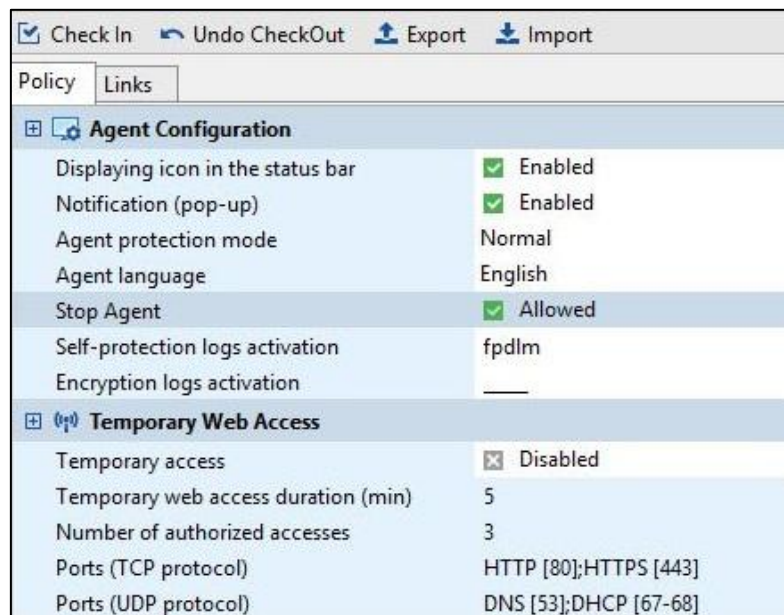 Check In Undo CheckOut Export Import
Policy Links
Agent Configuration
Displaying icon in the status bar Enabled
Notification (pop-up) Enabled
Agent protection mode Normal
Agent language English
Stop Agent Allowed
Self-protection logs activation fpdlm
Encryption logs activation ____
Temporary Web Access
Temporary access Disabled
Temporary web access duration (min) 5
Number of authorized accesses 3
Ports (TCP protocol) HTTP [80];HTTPS [443]
Ports (UDP protocol) DNS [53];DHCP [67-68]